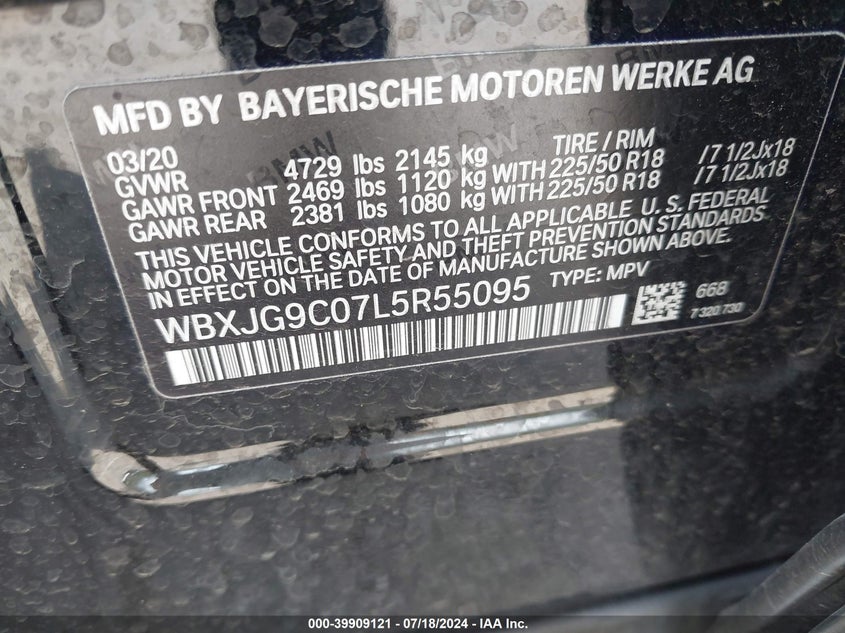 MFD BY BAYERISCHE MOTOREN WERKE AG
03/20 TIRE / RIM
GVWR 4729 lbs 2145 kg
GAWR FRONT 2469 lbs 1120 kg WITH 225/50 R18 /7 1/2Jx18
GAWR REAR 2381 lbs 1080 kg WITH 225/50 R18 /7 1/2Jx18
THIS VEHICLE CONFORMS TO ALL APPLICABLE U. S. FEDERAL
MOTOR VEHICLE SAFETY AND THEFT PREVENTION STANDARDS
IN EFFECT ON THE DATE OF MANUFACTURE SHOWN ABOVE.
WBXJG9C07L5R55095 TYPE: MPV
668
7 320 730
BMW
000-39909121 - 07/18/2024 - IAA Inc.